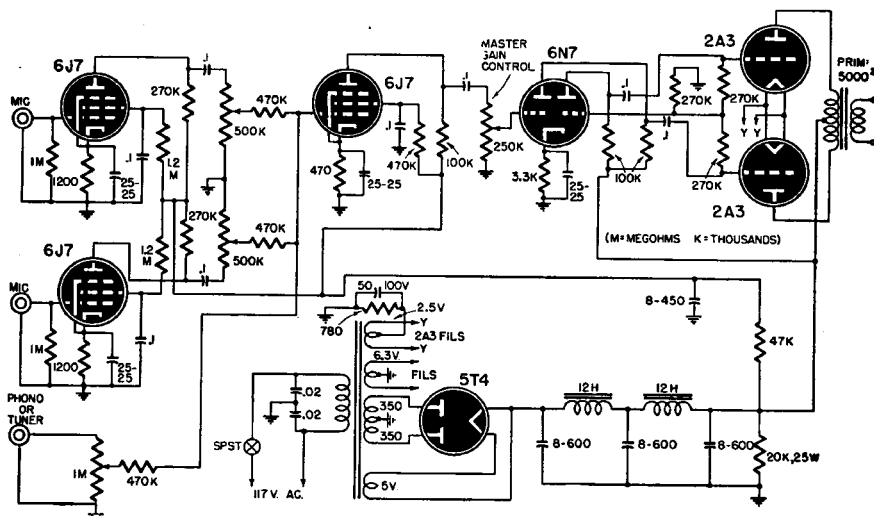 6J7
MIC
1M
1200
25-25
.1
1.2 M
270K
.1
500K
470K
6J7
470
25-25
.1
470K
100K
.1
MASTER GAIN CONTROL
250K
6N7
3.3K
25-25
100K
.1
.1
270K
270K
270K
2A3
Y Y
2A3
PRIM=
5000
(M=MEGOHMS K=THOUSANDS)
6J7
MIC
1M
1200
25-25
.1
1.2 M
270K
.1
500K
470K
PHONO OR TUNER
1M
470K
50 100V
780
2.5V
Y
2A3 FILS
Y
6.3V.
FILS
350
350
5V.
.02
.02
SPST
117 V. AC.
5T4
12H
12H
8-600
8-600
8-600
8-450
47K
20K,25W